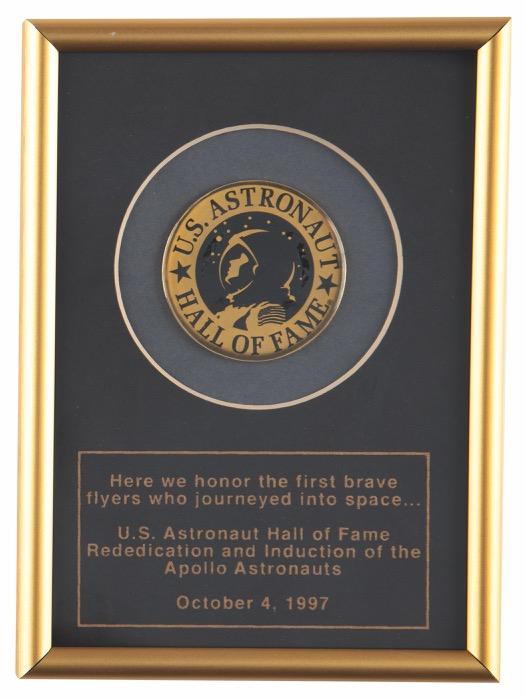 U.S. ASTRONAUT
HALL OF FAME
Here we honor the first brave
flyers who journeyed into space...
U.S. Astronaut Hall of Fame
Rededication and Induction of the
Apollo Astronauts
October 4, 1997